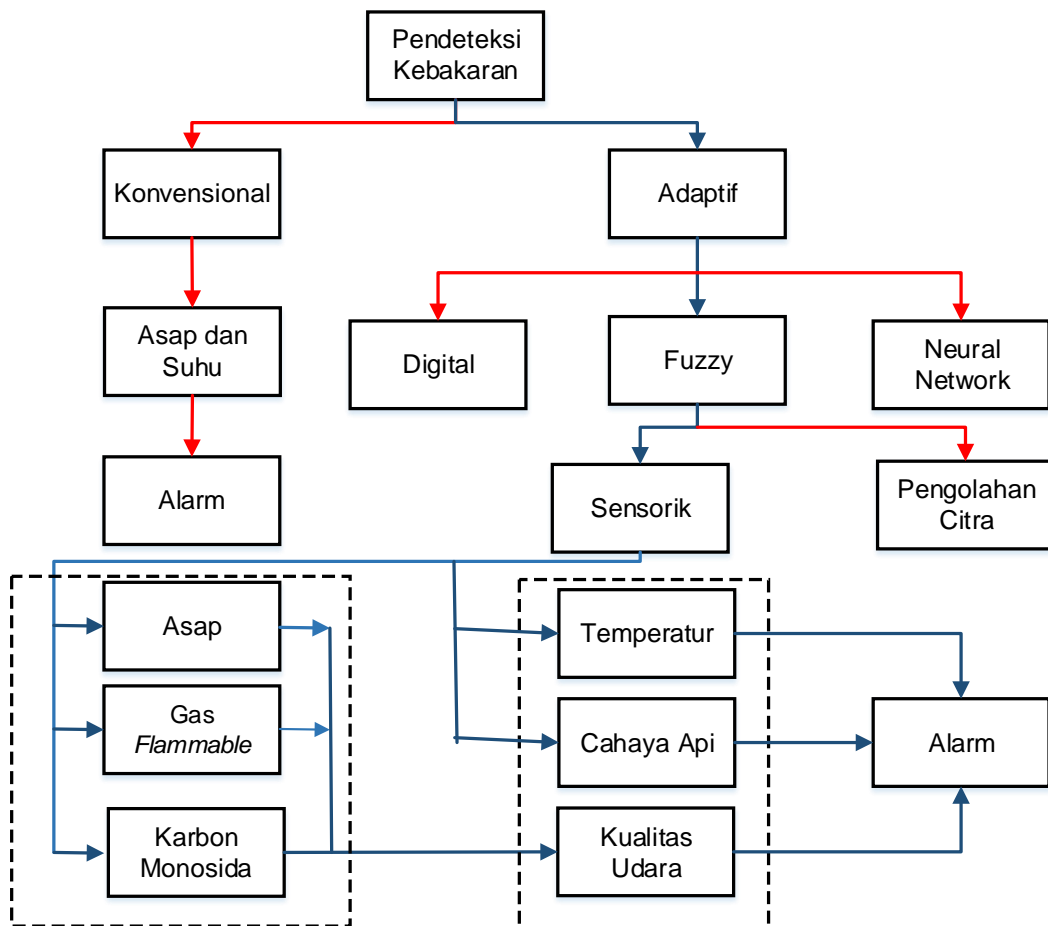 Pendeteksi
Kebakaran
Konvensional
Adaptif
Asap dan
Suhu
Digital
Fuzzy
Neural
Network
Alarm
Sensorik
Pengolahan
Citra
Asap
Temperatur
Gas
Flammable
Cahaya Api
Alarm
Karbon
Monosida
Kualitas
Udara